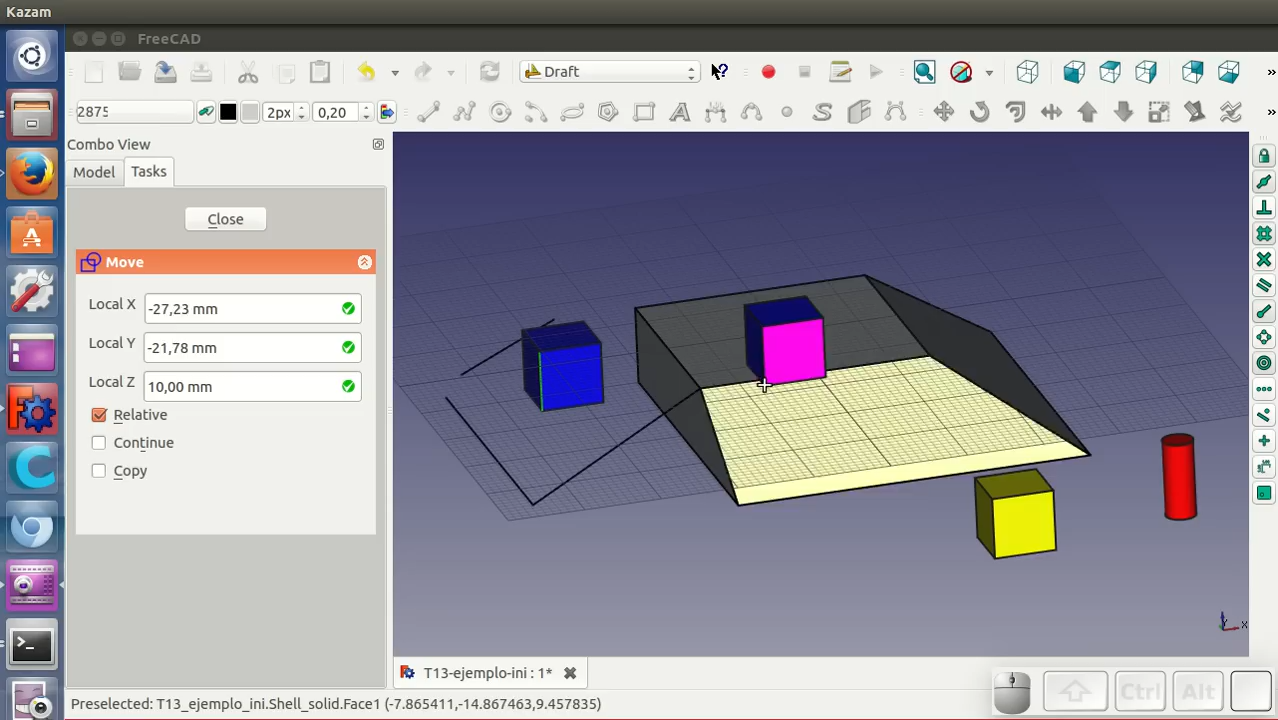 Kazam
FreeCAD
Draft
2875
2px
0,20
Combo View
Model
Tasks
Close
Move
Local X
-27,23 mm
Local Y
-21,78 mm
Local Z
10,00 mm
Relative
Continue
Copy
T13-ejemplo-ini : 1*
Ctrl
Alt
Preselected: T13_ejemplo_ini.Shell_solid.Face1 (-7.865411,-14.867463,9.457835)